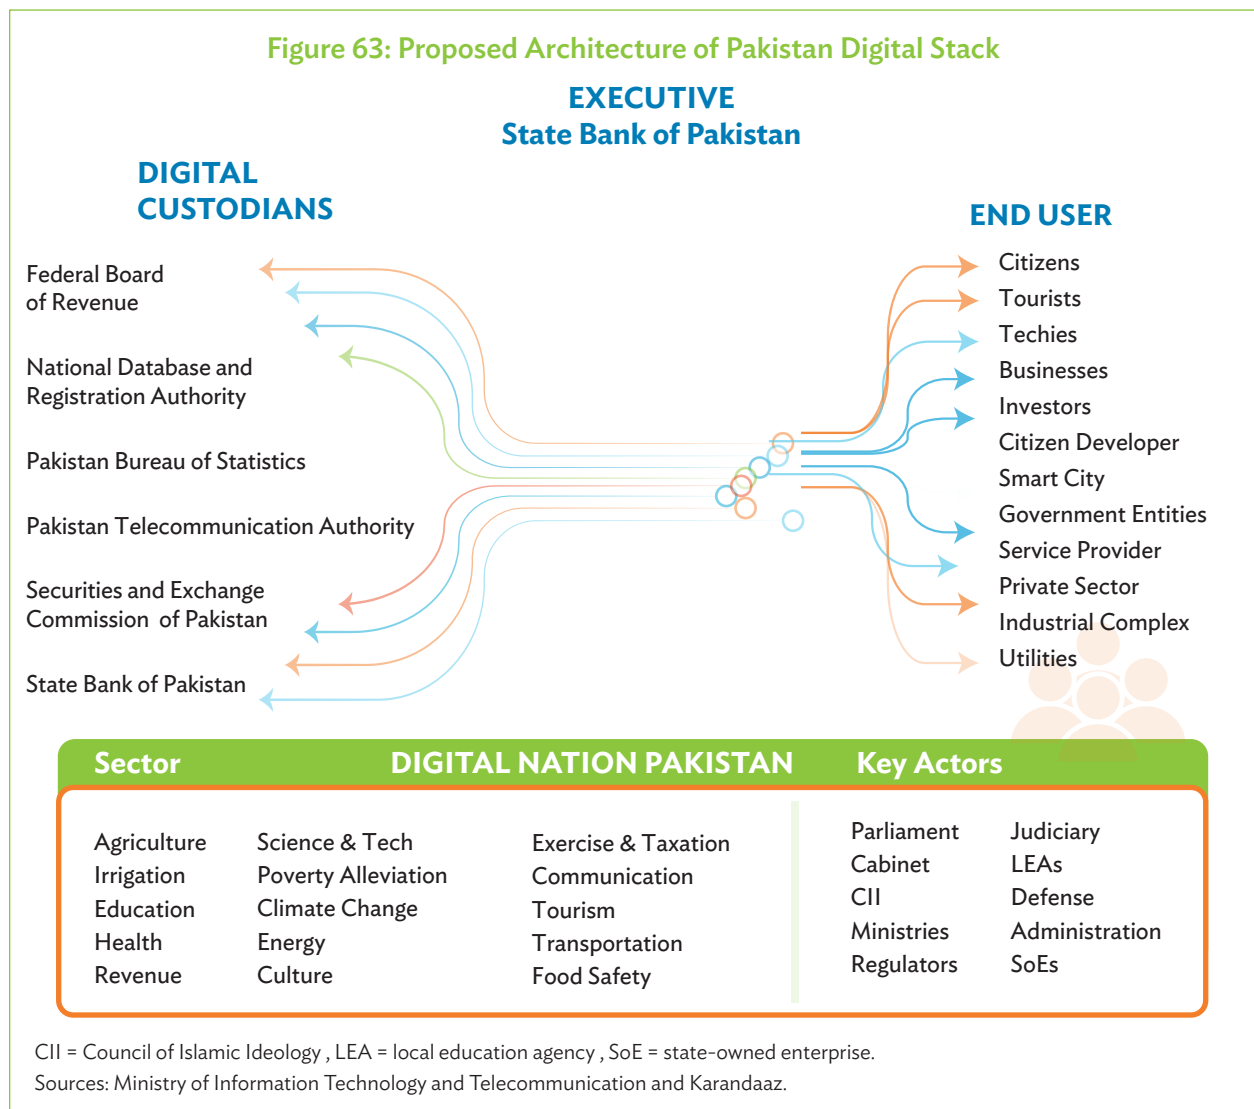 Figure 63: Proposed Architecture of Pakistan Digital Stack
EXECUTIVE
State Bank of Pakistan
DIGITAL
CUSTODIANS
Federal Board
of Revenue
National Database and
Registration Authority
Pakistan Bureau of Statistics
Pakistan Telecommunication Authority
Securities and Exchange
Commission of Pakistan
State Bank of Pakistan
END USER
Citizens
Tourists
Techies
Businesses
Investors
Citizen Developer
Smart City
Government Entities
Service Provider
Private Sector
Industrial Complex
Utilities
Sector
DIGITAL NATION PAKISTAN
Key Actors
Agriculture
Irrigation
Education
Health
Revenue
Science & Tech
Poverty Alleviation
Climate Change
Energy
Culture
Exercise & Taxation
Communication
Tourism
Transportation
Food Safety
Parliament
Cabinet
CII
Ministries
Regulators
Judiciary
LEAs
Defense
Administration
SoEs
CII = Council of Islamic Ideology , LEA = local education agency , SoE = state-owned enterprise.
Sources: Ministry of Information Technology and Telecommunication and Karandaaz.